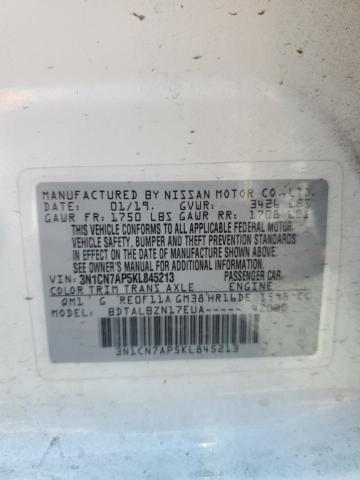 MANUFACTURED BY NISSAN MOTOR CO., LTD.
DATE: 01/19. GVWR: 3426 LBS
GAWR FR: 1750 LBS GAWR RR: 1708 LBS
THIS VEHICLE CONFORMS TO ALL APPLICABLE FEDERAL MOTOR
VEHICLE SAFETY, BUMPER, AND THEFT PREVENTION STANDARDS
IN EFFECT ON THE DATE OF MANUFACTURE SHOWN ABOVE.
SEE OWNERS MANUAL FOR ADDITIONAL INFORMATION.
VIN: 3N1CN7AP5KL845213 PASSENGER CAR
COLOR TRIM TRANS AXLE ENGINE
QM1 G RE0F11A GM38 HR16DE 1598 CC
BDTALBZN17EUA-----
3N1CN7AP5KL845213